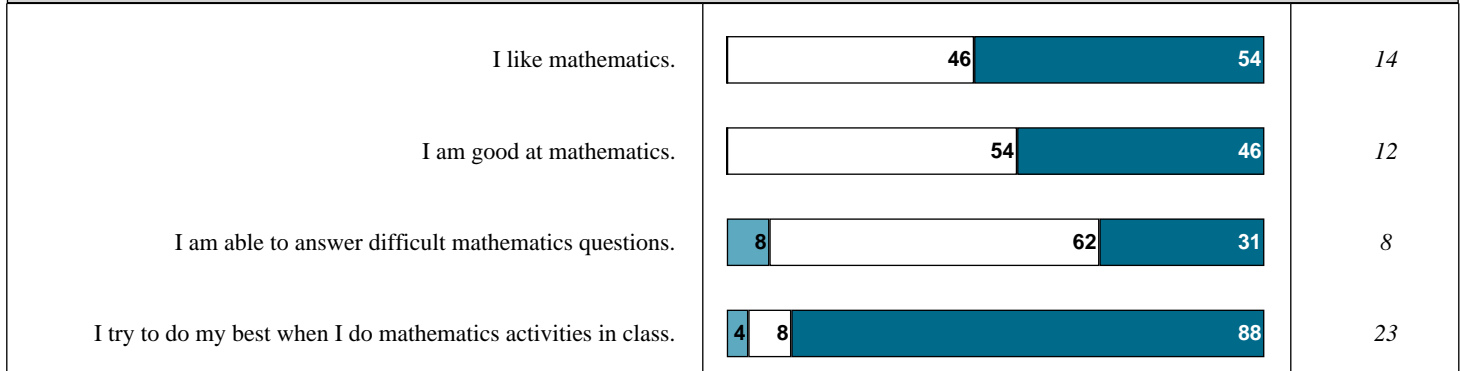 I like mathematics. 46 54 14
I am good at mathematics. 54 46 12
I am able to answer difficult mathematics questions. 8 62 31 8
I try to do my best when I do mathematics activities in class. 4 8 88 23